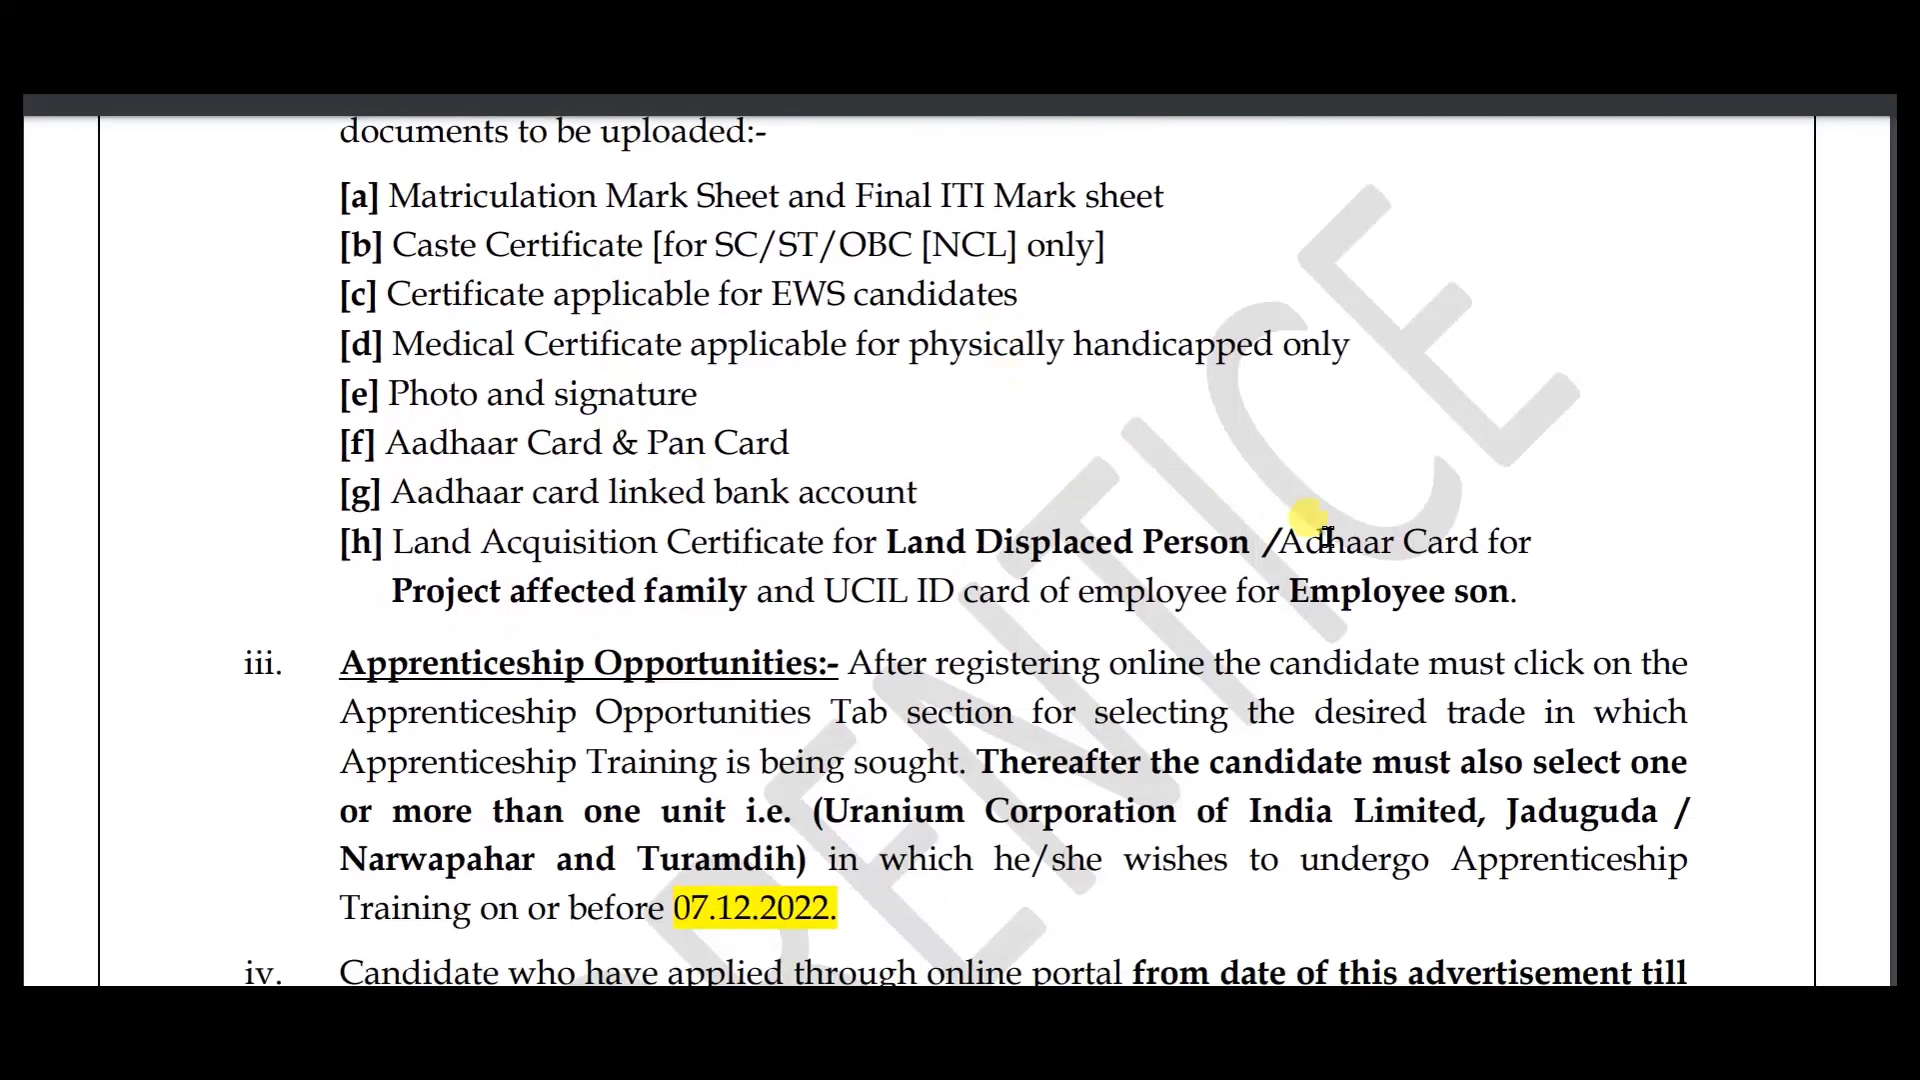 documents to be uploaded:-
[a] Matriculation Mark Sheet and Final ITI Mark sheet
[b] Caste Certificate [for SC/ST/OBC [NCL] only]
[c] Certificate applicable for EWS candidates
[d] Medical Certificate applicable for physically handicapped only
[e] Photo and signature
[f] Aadhaar Card & Pan Card
[g] Aadhaar card linked bank account
[h] Land Acquisition Certificate for Land Displaced Person /Adhaar Card for
Project affected family and UCIL ID card of employee for Employee son.
iii. Apprenticeship Opportunities:- After registering online the candidate must click on the
Apprenticeship Opportunities Tab section for selecting the desired trade in which
Apprenticeship Training is being sought. Thereafter the candidate must also select one
or more than one unit i.e. (Uranium Corporation of India Limited, Jaduguda /
Narwapahar and Turamdih) in which he/she wishes to undergo Apprenticeship
Training on or before 07.12.2022.
iv. Candidate who have applied through online portal from date of this advertisement till
RENTICE